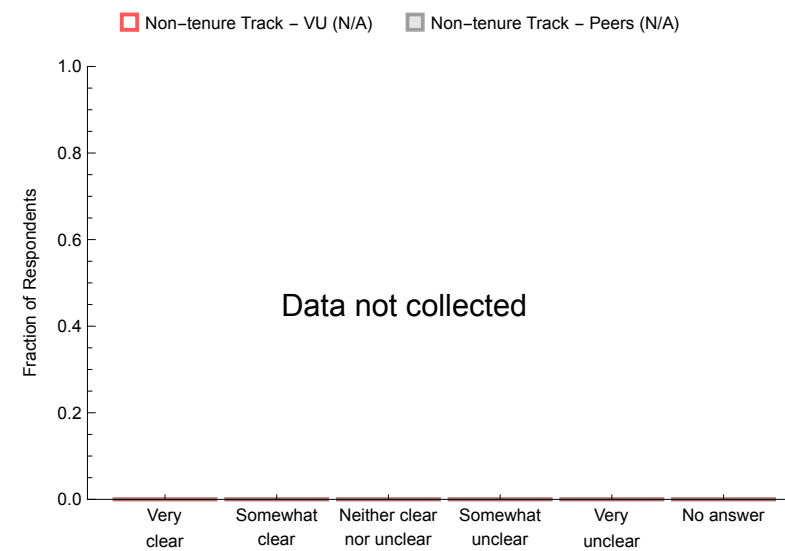 Non−tenure Track − VU (N/A) Non−tenure Track − Peers (N/A)
1.0
0.8
0.6
0.4
0.2
0.0
Fraction of Respondents
Data not collected
Very Somewhat Neither clear Somewhat Very No answer
clear clear nor unclear unclear unclear